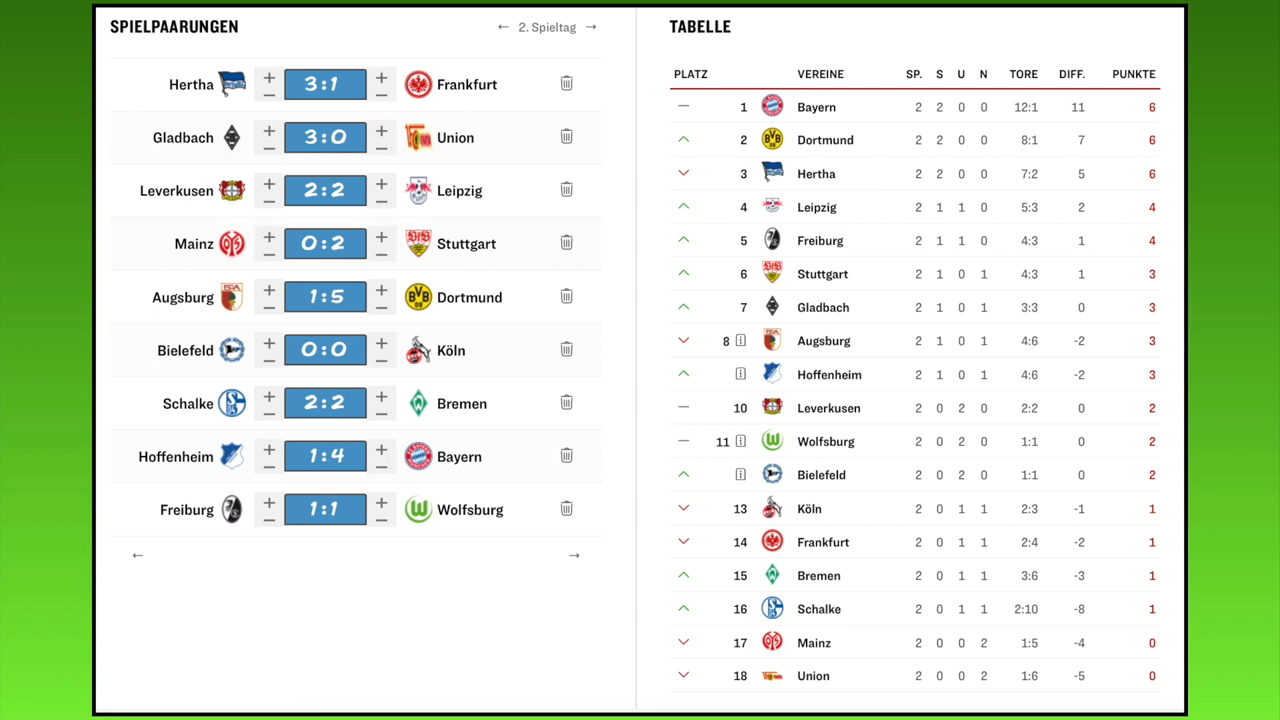 SPIELPAARUNGEN
← 2. Spieltag →
Hertha + − 3:1 + − Frankfurt
Gladbach + − 3:0 + − Union
Leverkusen + − 2:2 + − Leipzig
Mainz + − 0:2 + − Stuttgart
Augsburg + − 1:5 + − Dortmund
Bielefeld + − 0:0 + − Köln
Schalke + − 2:2 + − Bremen
Hoffenheim + − 1:4 + − Bayern
Freiburg + − 1:1 + − Wolfsburg
← →
TABELLE
PLATZ VEREINE SP. S U N TORE DIFF. PUNKTE
1 Bayern 2 2 0 0 12:1 11 6
2 Dortmund 2 2 0 0 8:1 7 6
3 Hertha 2 2 0 0 7:2 5 6
4 Leipzig 2 1 1 0 5:3 2 4
5 Freiburg 2 1 1 0 4:3 1 4
6 Stuttgart 2 1 0 1 4:3 1 3
7 Gladbach 2 1 0 1 3:3 0 3
8 i Augsburg 2 1 0 1 4:6 -2 3
i Hoffenheim 2 1 0 1 4:6 -2 3
10 Leverkusen 2 0 2 0 2:2 0 2
11 i Wolfsburg 2 0 2 0 1:1 0 2
i Bielefeld 2 0 2 0 1:1 0 2
13 Köln 2 0 1 1 2:3 -1 1
14 Frankfurt 2 0 1 1 2:4 -2 1
15 Bremen 2 0 1 1 3:6 -3 1
16 Schalke 2 0 1 1 2:10 -8 1
17 Mainz 2 0 0 2 1:5 -4 0
18 Union 2 0 0 2 1:6 -5 0